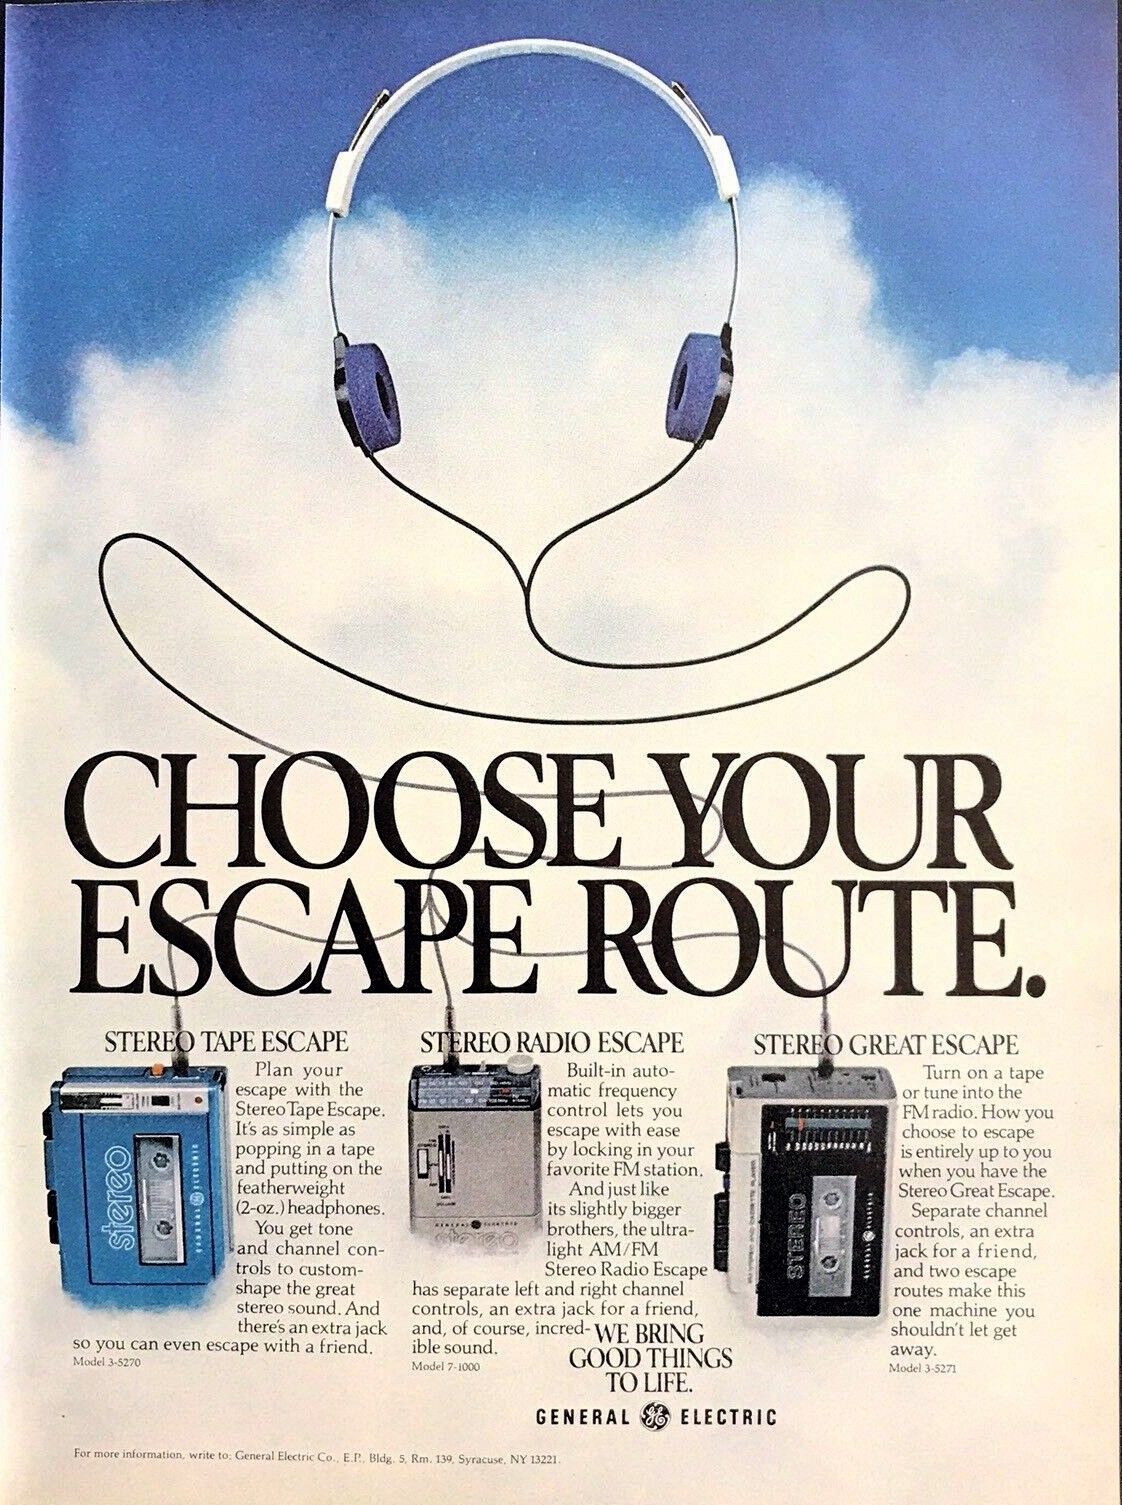 CHOOSE YOUR
ESCAPE ROUTE.
STEREO TAPE ESCAPE
Plan your
escape with the
Stereo Tape Escape.
It's as simple as
popping in a tape
and putting on the
featherweight
(2-oz.) headphones.
You get tone
and channel con-
trols to custom-
shape the great
stereo sound. And
there's an extra jack
so you can even escape with a friend.
Model 3-5270
stereo
GENERAL ELECTRIC
STEREO RADIO ESCAPE
Built-in auto-
matic frequency
control lets you
escape with ease
by locking in your
favorite FM station.
And just like
its slightly bigger
brothers, the ultra-
light AM/FM
Stereo Radio Escape
has separate left and right channel
controls, an extra jack for a friend,
and, of course, incred-
ible sound.
Model 7-1000
GENERAL ELECTRIC
STEREO GREAT ESCAPE
Turn on a tape
or tune into the
FM radio. How you
choose to escape
is entirely up to you
when you have the
Stereo Great Escape.
Separate channel
controls, an extra
jack for a friend,
and two escape
routes make this
one machine you
shouldn't let get
away.
Model 3-5271
STEREO
WE BRING
GOOD THINGS
TO LIFE.
GENERAL GE ELECTRIC
For more information, write to: General Electric Co., E.P., Bldg. 5, Rm. 139, Syracuse, NY 13221.